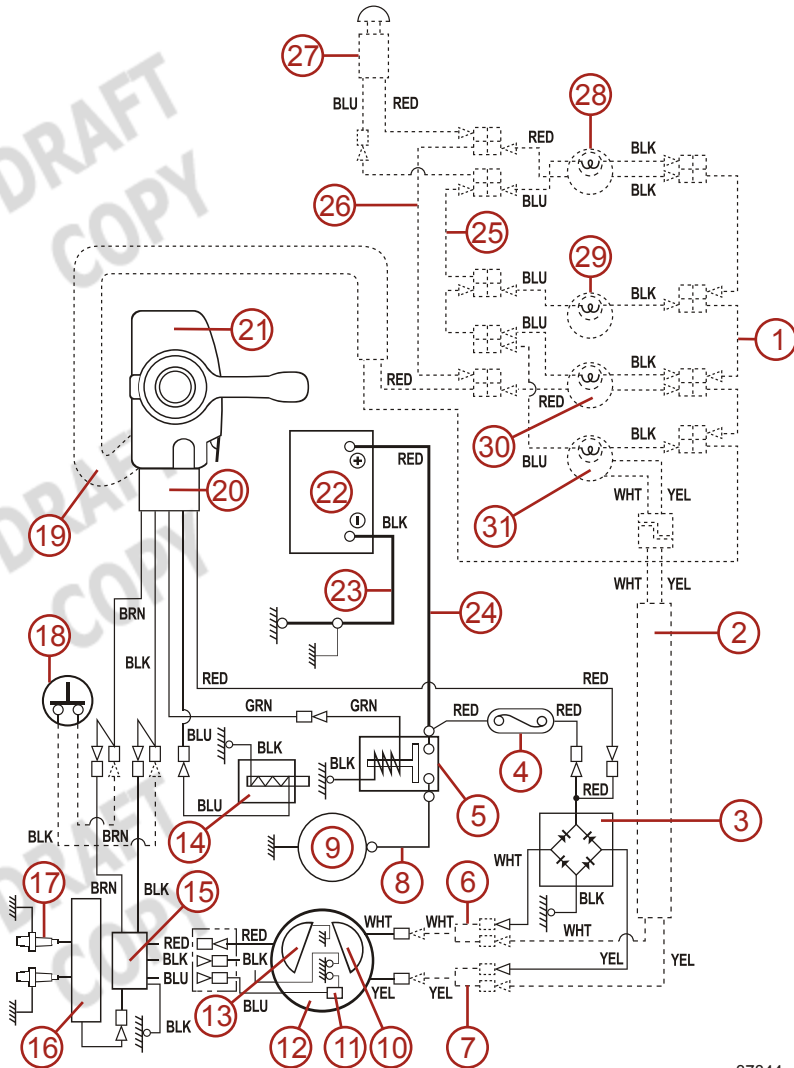 27
28
BLU
RED
RED
BLK
BLK
DRAFT
COPY
26
25
BLU
29
BLU
BLK
21
BLU
1
RED
BLK
RED
30
BLU
BLK
22
RED
BLK
31
20
WHT
YEL
19
DRAFT
COPY
23
24
WHT
YEL
BRN
2
18
BLK
RED
GRN
GRN
RED
RED
BLU
BLK
BLK
4
5
RED
BLU
14
3
BLK
BRN
9
8
WHT
6
BLK
DRAFT
COPY
17
BRN
BLK
15
WHT
WHT
WHT
RED
RED
BLK
BLK
YEL
YEL
BLU
BLU
YEL
YEL
16
BLK
13
12
11
10
7